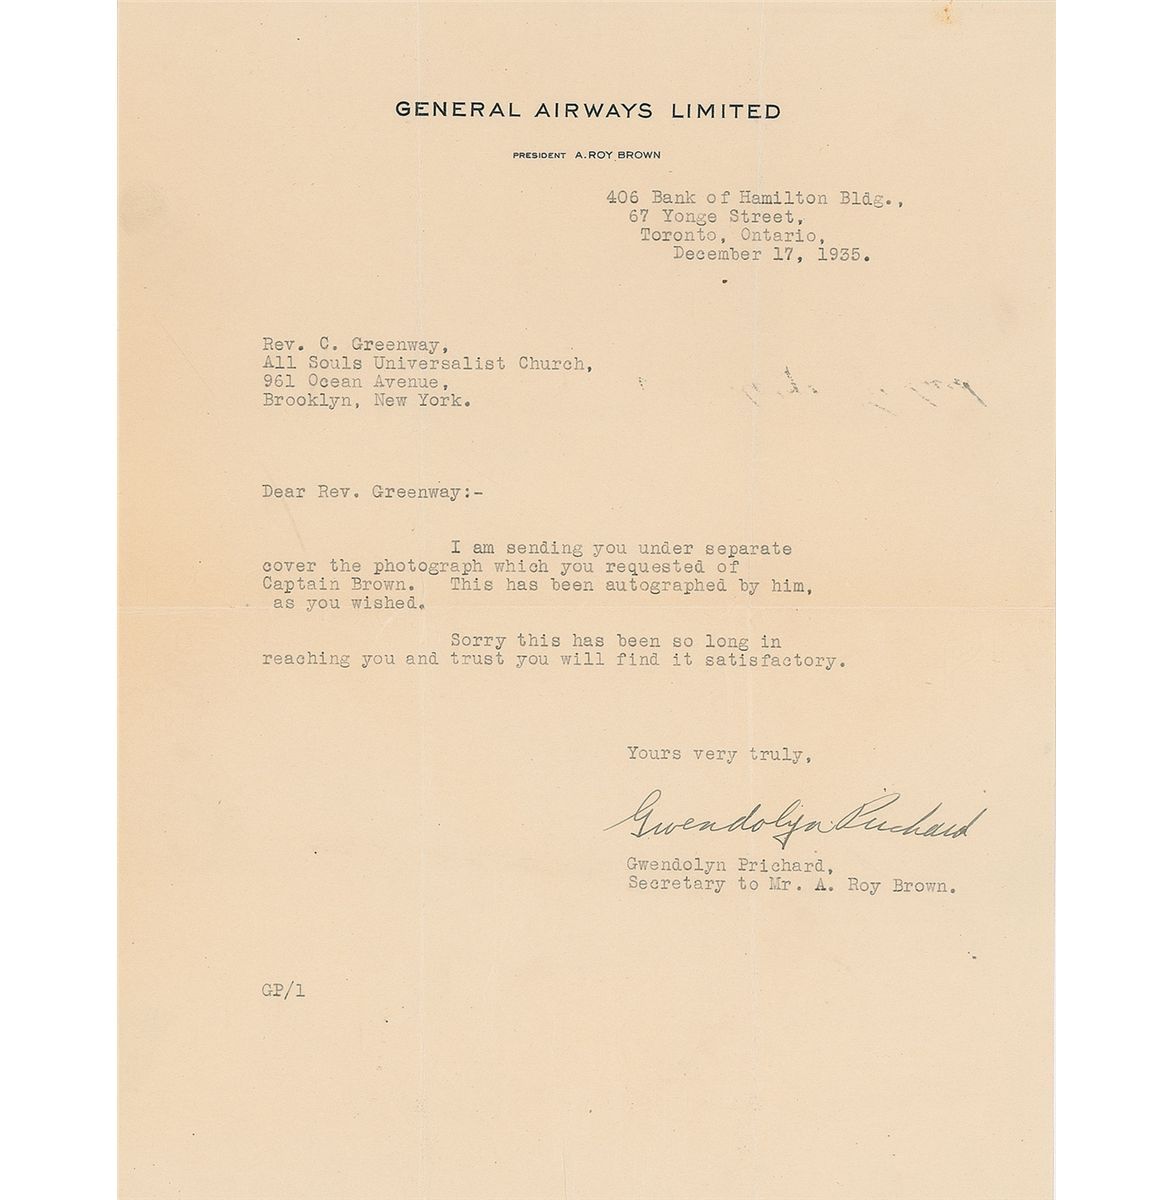 GENERAL AIRWAYS LIMITED
PRESIDENT A. ROY BROWN
406 Bank of Hamilton Bldg.,
67 Yonge Street,
Toronto, Ontario,
December 17, 1935.
Rev. C. Greenway,
All Souls Universalist Church,
961 Ocean Avenue,
Brooklyn, New York.
Dear Rev. Greenway:-
I am sending you under separate
cover the photograph which you requested of
Captain Brown. This has been autographed by him,
as you wished.
Sorry this has been so long in
reaching you and trust you will find it satisfactory.
Yours very truly,
Gwendolyn Prichard
Gwendolyn Prichard,
Secretary to Mr. A. Roy Brown.
GP/l